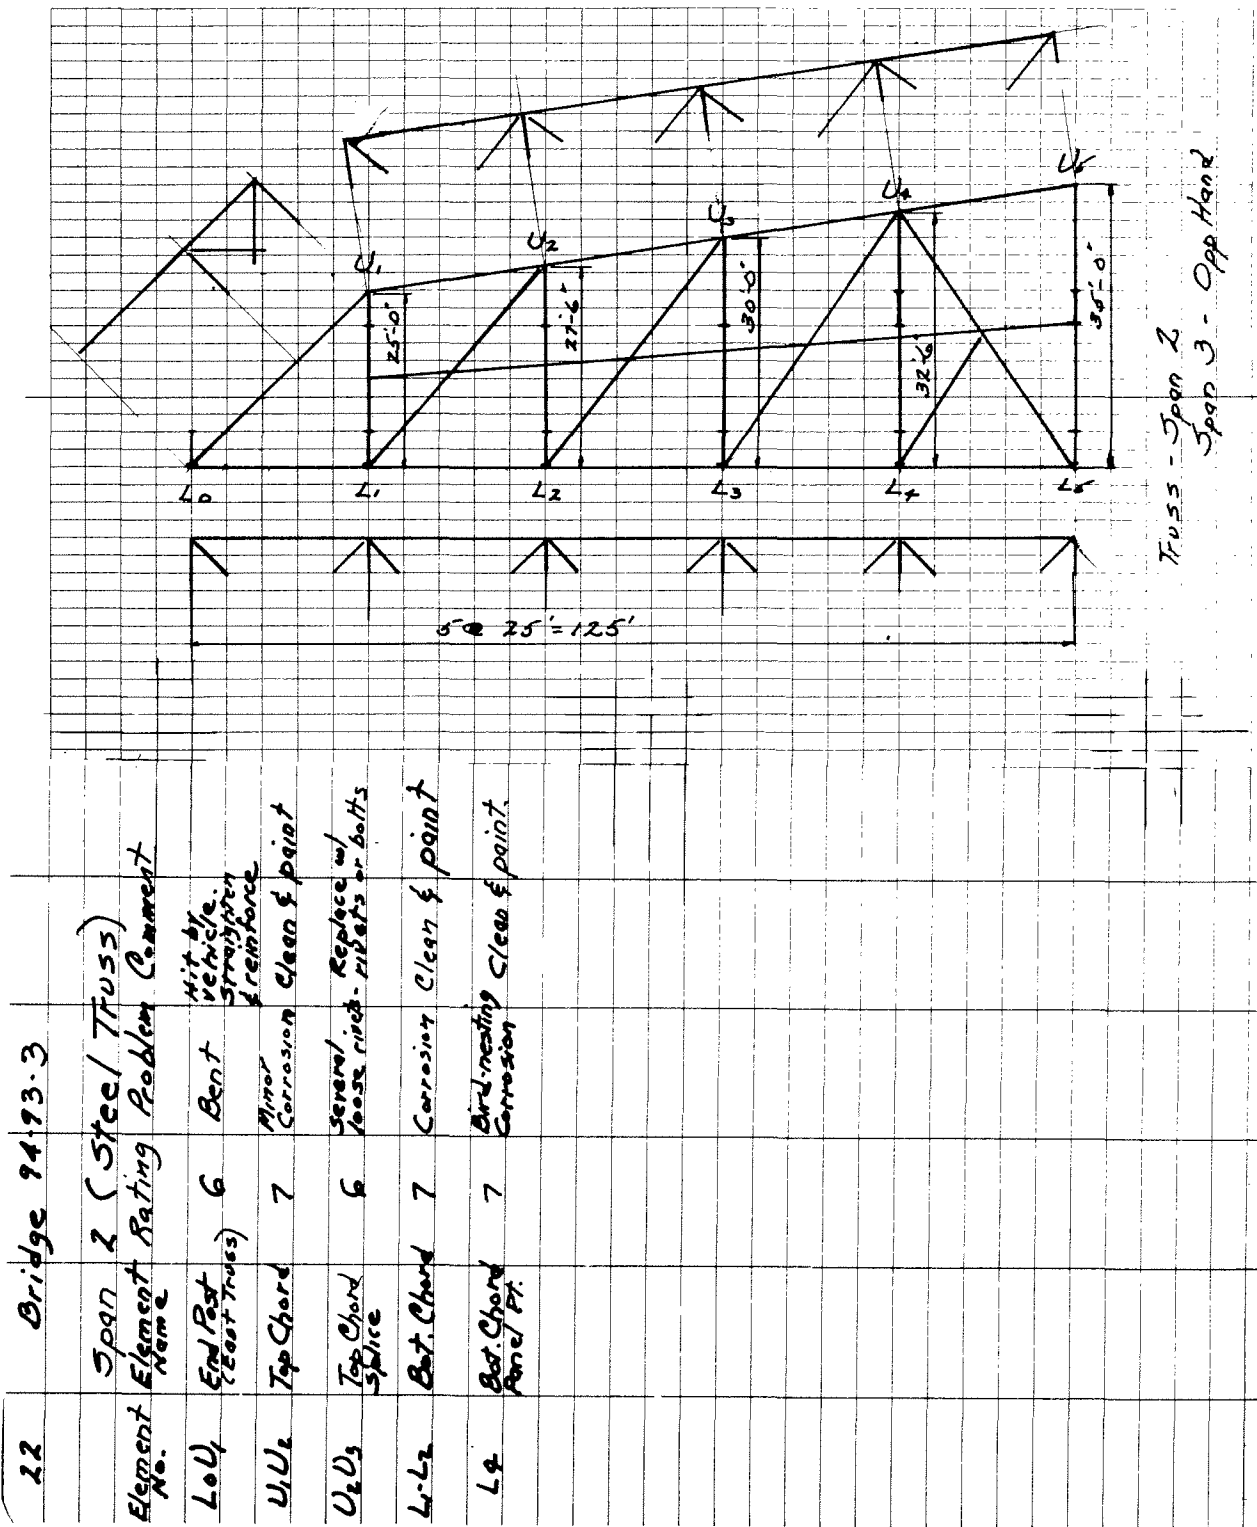 U1
U2
U3
U4
U5
25'-0"
27'-6"
30'-0"
32'-6"
35'-0"
L0
L1
L2
L3
L4
L5
5 @ 25' = 125'
Truss - Span 2
Span 3 - Opp Hand
22 Bridge 94-93-3
Span 2 (Steel Truss)
Element No. Element Name Rating Problem Comment
L0U1 End Post (East Truss) 6 Bent Hit by vehicle. Straighten & reinforce
U1U2 Top Chord 7 Minor Corrosion Clean & paint
U2U3 Top Chord Splice 6 Several loose rivets - Replace w/ rivets or bolts
L1-L2 Bot. Chord 7 Corrosion Clean & paint
L4 Bot. Chord Panel Pt. 7 Bird-nesting Corrosion Clean & paint.